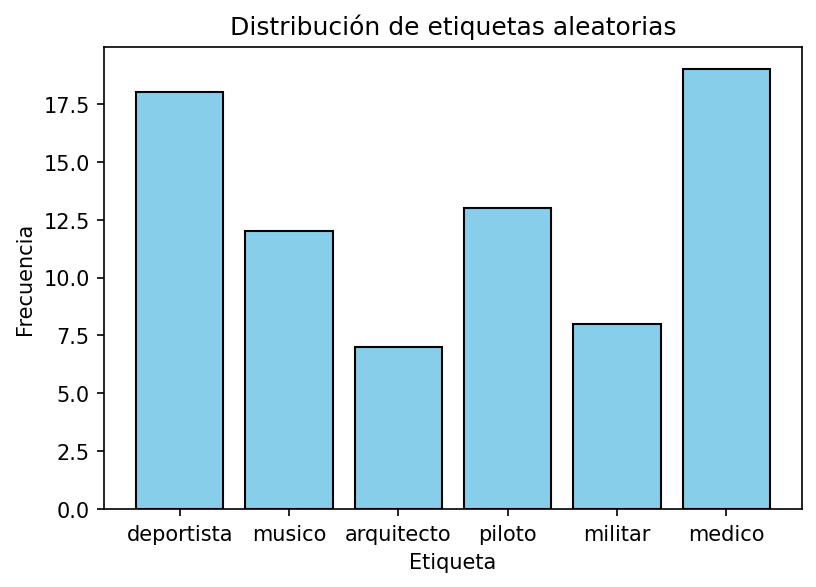 Distribución de etiquetas aleatorias
Frecuencia
17.5
15.0
12.5
10.0
7.5
5.0
2.5
0.0
deportista musico arquitecto piloto militar medico
Etiqueta